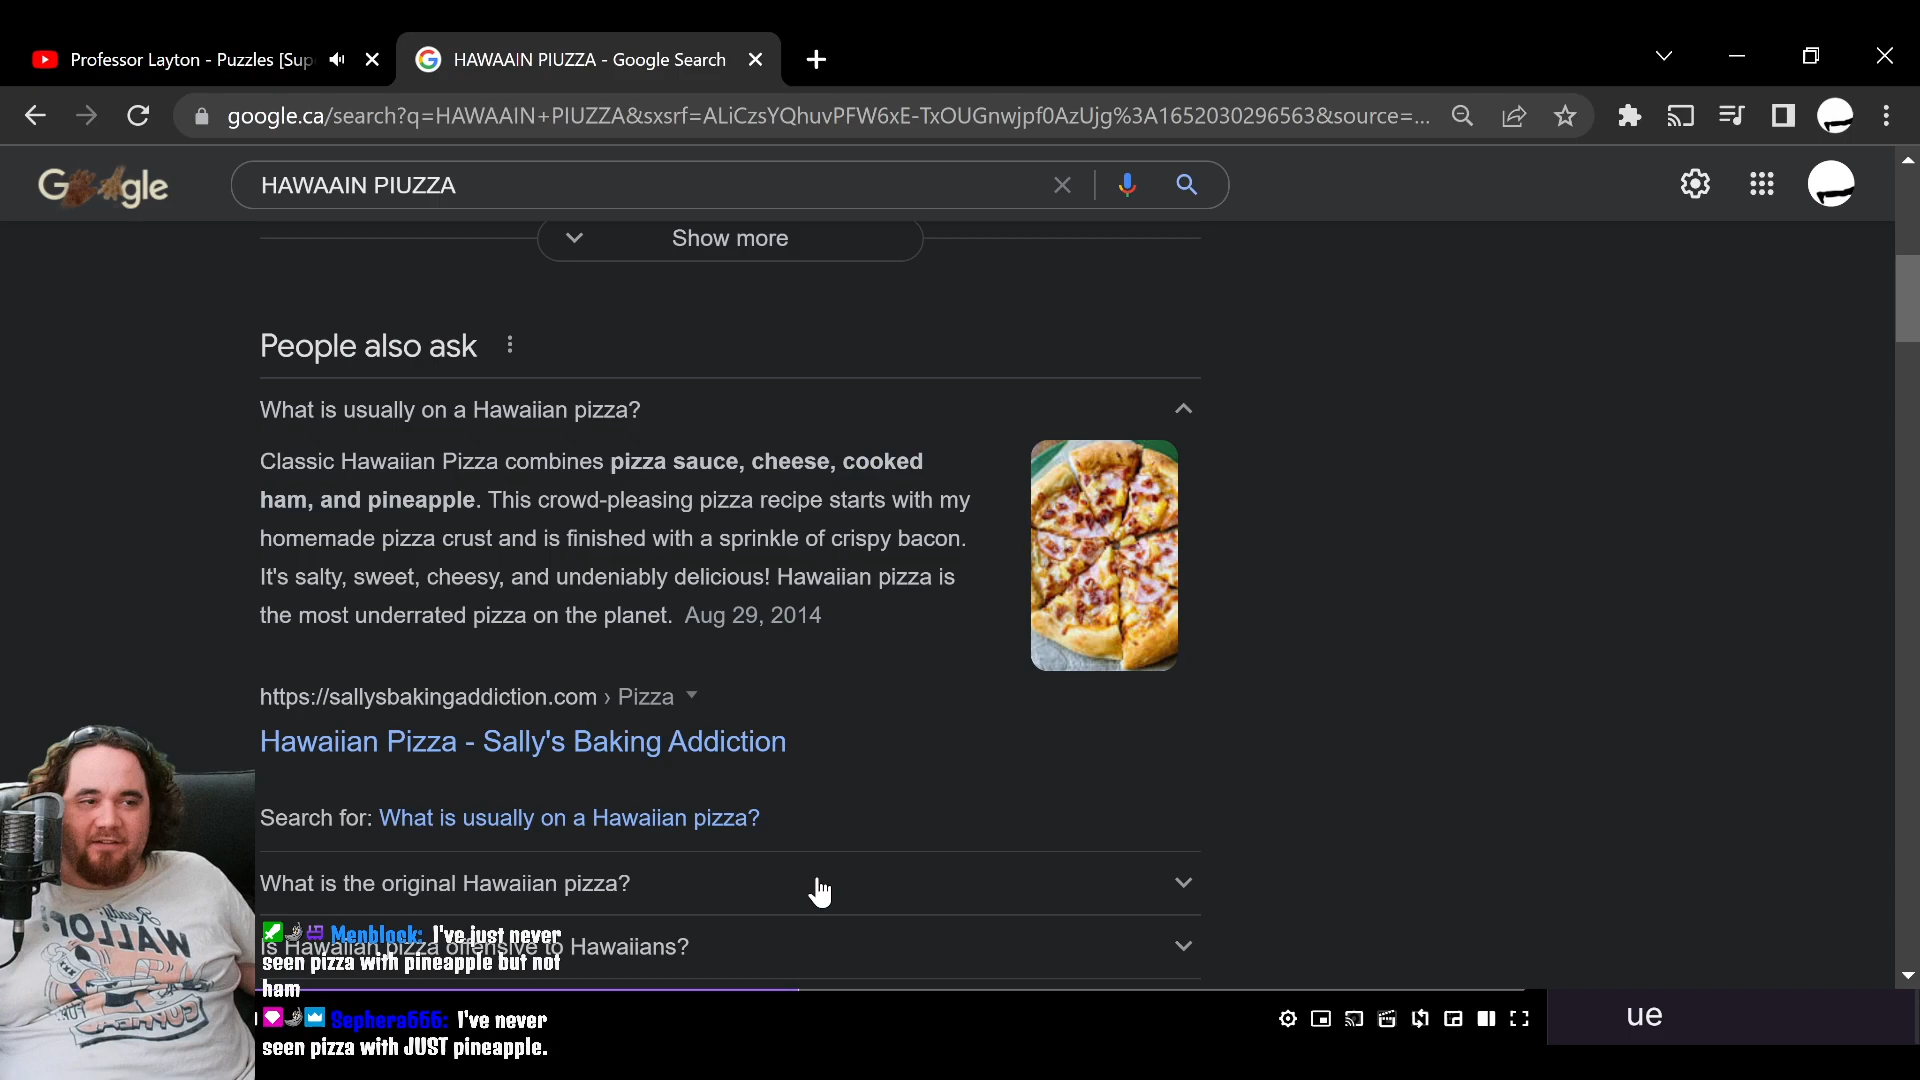 Professor Layton - Puzzles [Sup
HAWAAIN PIUZZA - Google Search
google.ca/search?q=HAWAAIN+PIUZZA&sxsrf=ALiCzsYQhuvPFW6xE-TxOUGnwjpf0AzUjg%3A1652030296563&source=...
Google
HAWAAIN PIUZZA
Show more
People also ask
What is usually on a Hawaiian pizza?
Classic Hawaiian Pizza combines pizza sauce, cheese, cooked
ham, and pineapple. This crowd-pleasing pizza recipe starts with my
homemade pizza crust and is finished with a sprinkle of crispy bacon.
It's salty, sweet, cheesy, and undeniably delicious! Hawaiian pizza is
the most underrated pizza on the planet. Aug 29, 2014
https://sallysbakingaddiction.com › Pizza
Hawaiian Pizza - Sally's Baking Addiction
Search for: What is usually on a Hawaiian pizza?
What is the original Hawaiian pizza?
Is Hawaiian pizza offensive to Hawaiians?
Menblock: I've just never
seen pizza with pineapple but not
ham
Sephera666: I've never
seen pizza with JUST pineapple.
ue